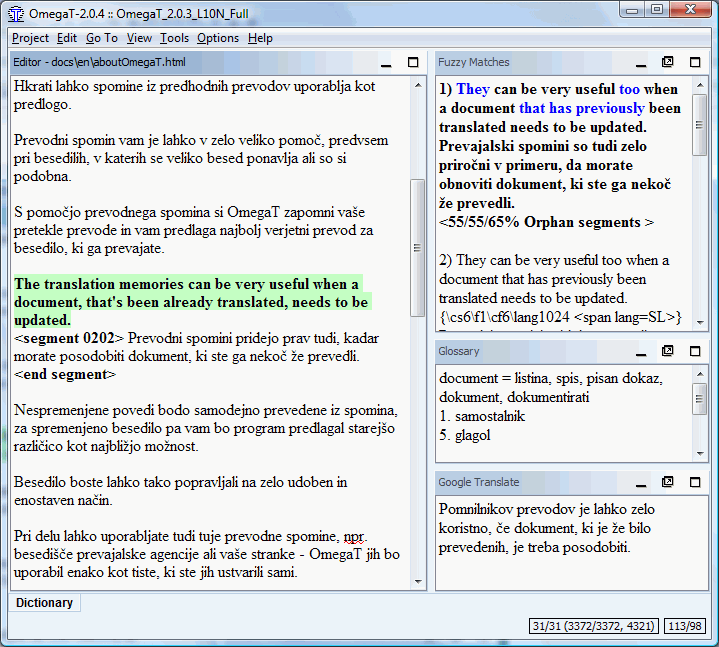 OmegaT-2.0.4 :: OmegaT_2.0.3_L10N_Full
Project Edit Go To View Tools Options Help
Editor - docs\en\aboutOmegaT.html
Hkrati lahko spomine iz predhodnih prevodov uporablja kot
predlogo.
Prevodni spomin vam je lahko v zelo veliko pomoč, predvsem
pri besedilih, v katerih se veliko besed ponavlja ali so si
podobna.
S pomočjo prevodnega spomina si OmegaT zapomni vaše
pretekle prevode in vam predlaga najbolj verjetni prevod za
besedilo, ki ga prevajate.
The translation memories can be very useful when a
document, that's been already translated, needs to be
updated.
<segment 0202> Prevodni spomini pridejo prav tudi, kadar
morate posodobiti dokument, ki ste ga nekoč že prevedli.
<end segment>
Nespremenjene povedi bodo samodejno prevedene iz spomina,
za spremenjeno besedilo pa vam bo program predlagal starejšo
različico kot najbližjo možnost.
Besedilo boste lahko tako popravljali na zelo udoben in
enostaven način.
Pri delu lahko uporabljate tudi tuje prevodne spomine, npr.
besedišče prevajalske agencije ali vaše stranke - OmegaT jih bo
uporabil enako kot tiste, ki ste jih ustvarili sami.
Fuzzy Matches
1) They can be very useful too when
a document that has previously been
translated needs to be updated.
Prevajalski spomini so tudi zelo
priročni v primeru, da morate
obnoviti dokument, ki ste ga nekoč
že prevedli.
<55/55/65% Orphan segments >
2) They can be very useful too when a
document that has previously been
translated needs to be updated.
{\cs6\f1\cf6\lang1024 <span lang=SL>}
Glossary
document = listina, spis, pisan dokaz,
dokument, dokumentirati
1. samostalnik
5. glagol
Google Translate
Pomnilnikov prevodov je lahko zelo
koristno, če dokument, ki je že bilo
prevedenih, je treba posodobiti.
Dictionary
31/31 (3372/3372, 4321) 113/98